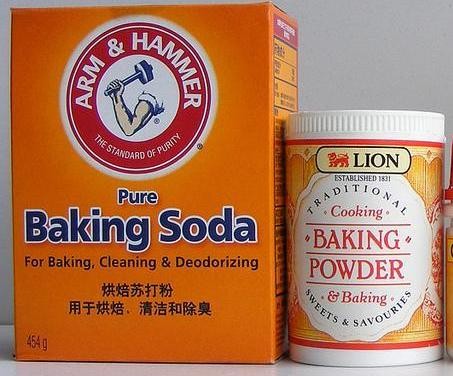 ARM & HAMMER
THE STANDARD OF PURITY
Pure
Baking Soda
For Baking, Cleaning & Deodorizing
烘焙苏打粉
用于烘焙、清洁和除臭
454 g
LION
ESTABLISHED 1831
TRADITIONAL
Cooking
BAKING
POWDER
& Baking
SWEETS & SAVOURIES